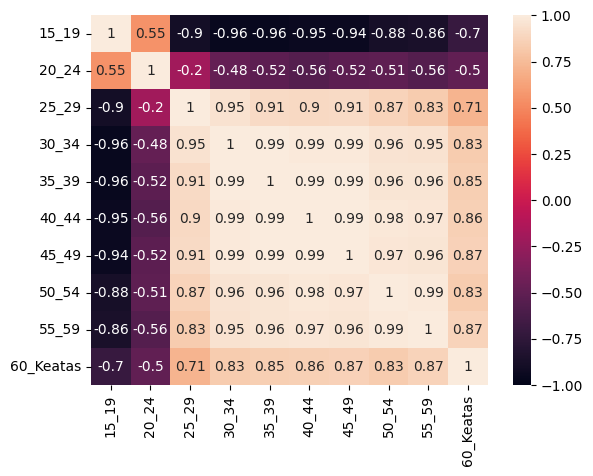 15_19 1 0.55 -0.9 -0.96 -0.96 -0.95 -0.94 -0.88 -0.86 -0.7
20_24 0.55 1 -0.2 -0.48 -0.52 -0.56 -0.52 -0.51 -0.56 -0.5
25_29 -0.9 -0.2 1 0.95 0.91 0.9 0.91 0.87 0.83 0.71
30_34 -0.96 -0.48 0.95 1 0.99 0.99 0.99 0.96 0.95 0.83
35_39 -0.96 -0.52 0.91 0.99 1 0.99 0.99 0.96 0.96 0.85
40_44 -0.95 -0.56 0.9 0.99 0.99 1 0.99 0.98 0.97 0.86
45_49 -0.94 -0.52 0.91 0.99 0.99 0.99 1 0.97 0.96 0.87
50_54 -0.88 -0.51 0.87 0.96 0.96 0.98 0.97 1 0.99 0.83
55_59 -0.86 -0.56 0.83 0.95 0.96 0.97 0.96 0.99 1 0.87
60_Keatas -0.7 -0.5 0.71 0.83 0.85 0.86 0.87 0.83 0.87 1
15_19 20_24 25_29 30_34 35_39 40_44 45_49 50_54 55_59 60_Keatas
1.00
0.75
0.50
0.25
0.00
−0.25
−0.50
−0.75
−1.00